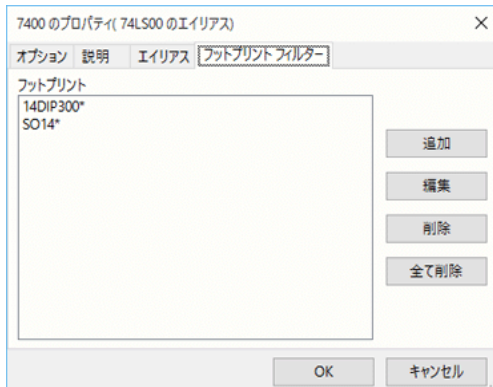 7400 のプロパティ( 74LS00 のエイリアス)
オプション 説明 エイリアス フットプリント フィルター
フットプリント
14DIP300*
SO14*
追加
編集
削除
全て削除
OK キャンセル